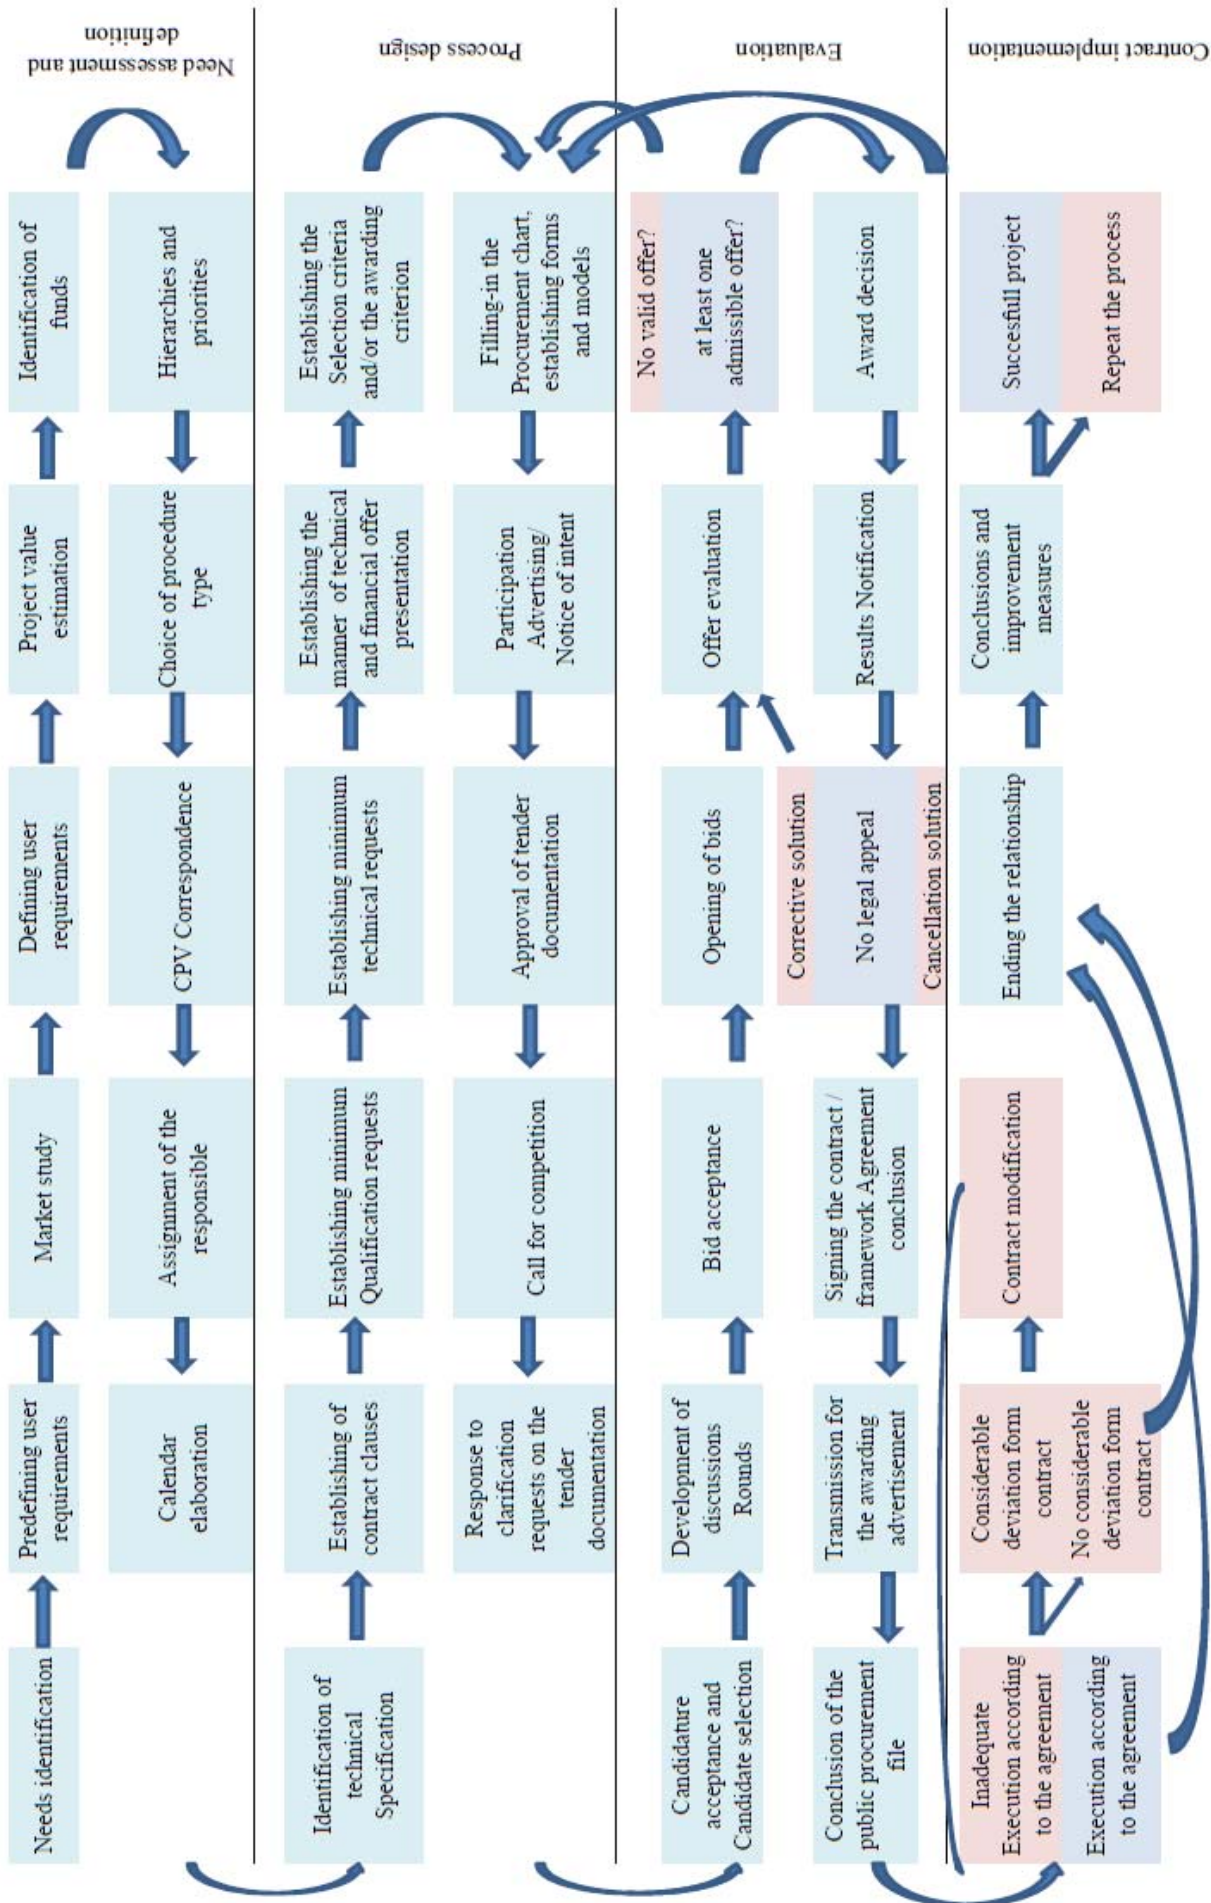 Need assessment and
definition
Needs identification
Predefining user
requirements
Market study
Defining user
requirements
Project value
estimation
Identification of
funds
Hierarchies and
priorities
Choice of procedure
type
CPV Correspondence
Assignment of the
responsible
Calendar
elaboration
Process design
Identification of
technical
Specification
Establishing of
contract clauses
Establishing minimum
Qualification requests
Establishing minimum
technical requests
Establishing the
manner of technical
and financial offer
presentation
Establishing the
Selection criteria
and/or the awarding
criterion
Filling-in the
Procurement chart,
establishing forms
and models
Participation
Advertising/
Notice of intent
Approval of tender
documentation
Call for competition
Response to
clarification
requests on the
tender
documentation
Evaluation
Candidature
acceptance and
Candidate selection
Development of
discussions
Rounds
Bid acceptance
Opening of bids
Offer evaluation
No valid offer?
at least one
admissible offer?
Award decision
Results Notification
Corrective solution
No legal appeal
Cancellation solution
Signing the contract /
framework Agreement
conclusion
Transmission for
the awarding
advertisement
Conclusion of the
public procurement
file
Contract implementation
Inadequate
Execution according
to the agreement
Execution according
to the agreement
Considerable
deviation form
contract
No considerable
deviation form
contract
Contract modification
Ending the relationship
Conclusions and
improvement
measures
Succesfull project
Repeat the process